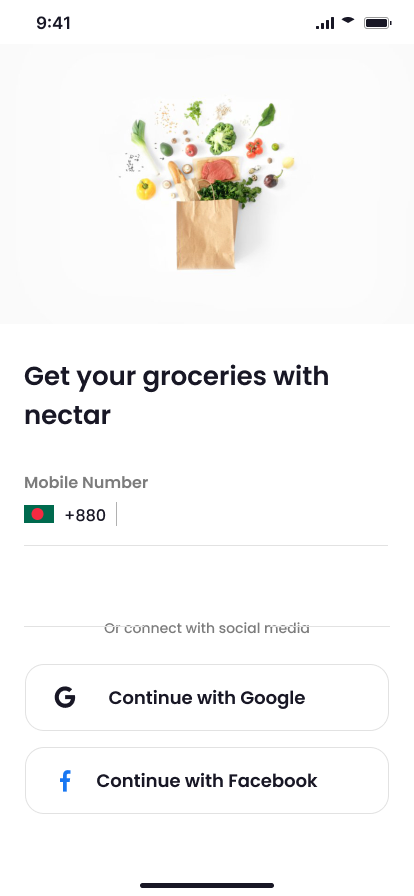 9:41
Get your groceries with
nectar
Mobile Number
+880
Or connect with social media
Continue with Google
Continue with Facebook